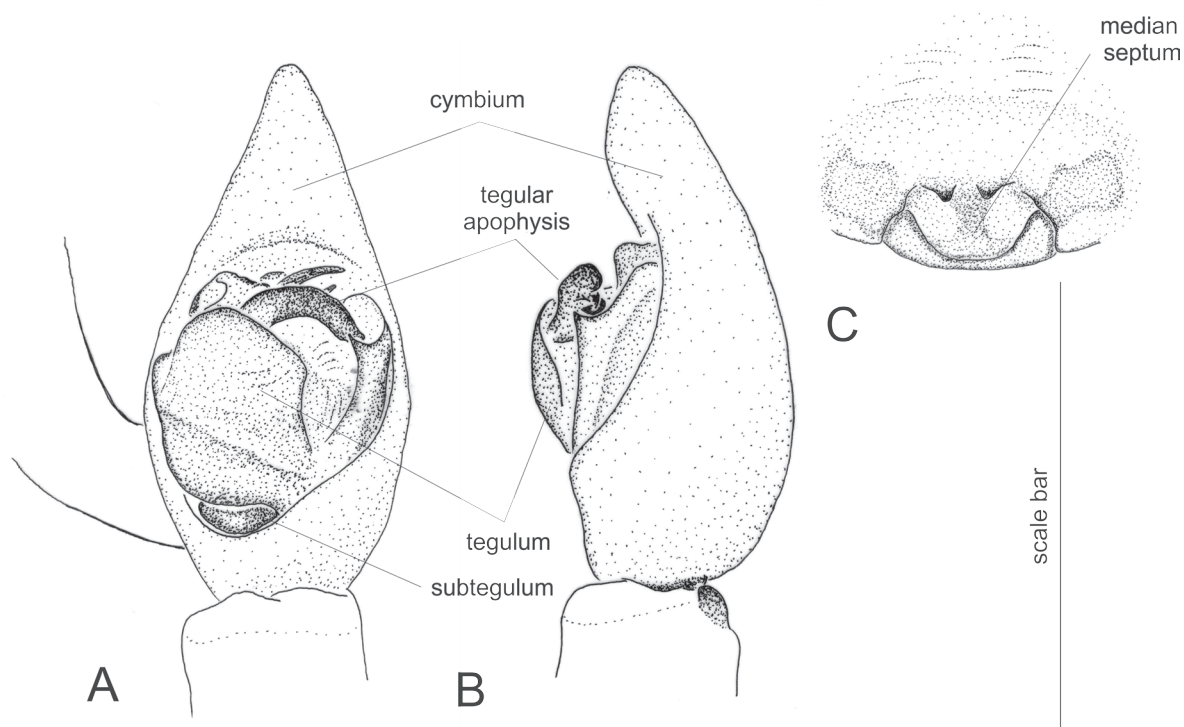 cymbium
tegular
apophysis
tegulum
subtegulum
A
B
median
septum
C
scale bar